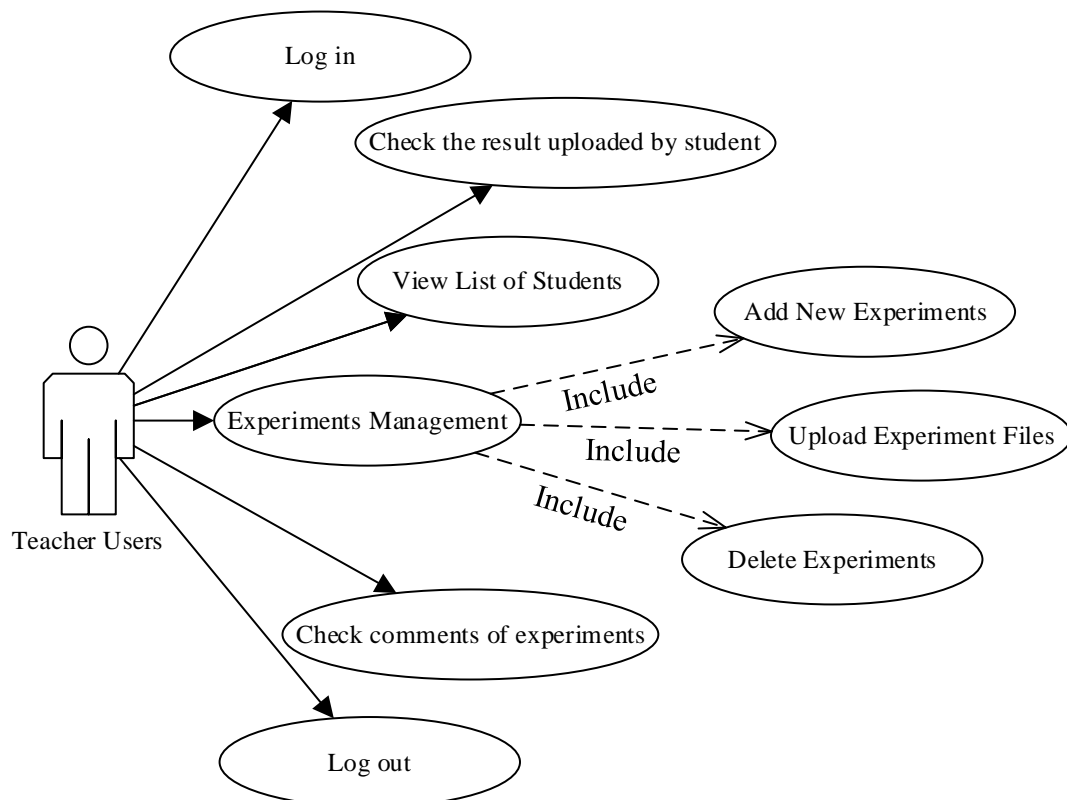 Log in
Check the result uploaded by student
View List of Students
Add New Experiments
Include
Experiments Management
Upload Experiment Files
Include
Include
Teacher Users
Delete Experiments
Check comments of experiments
Log out